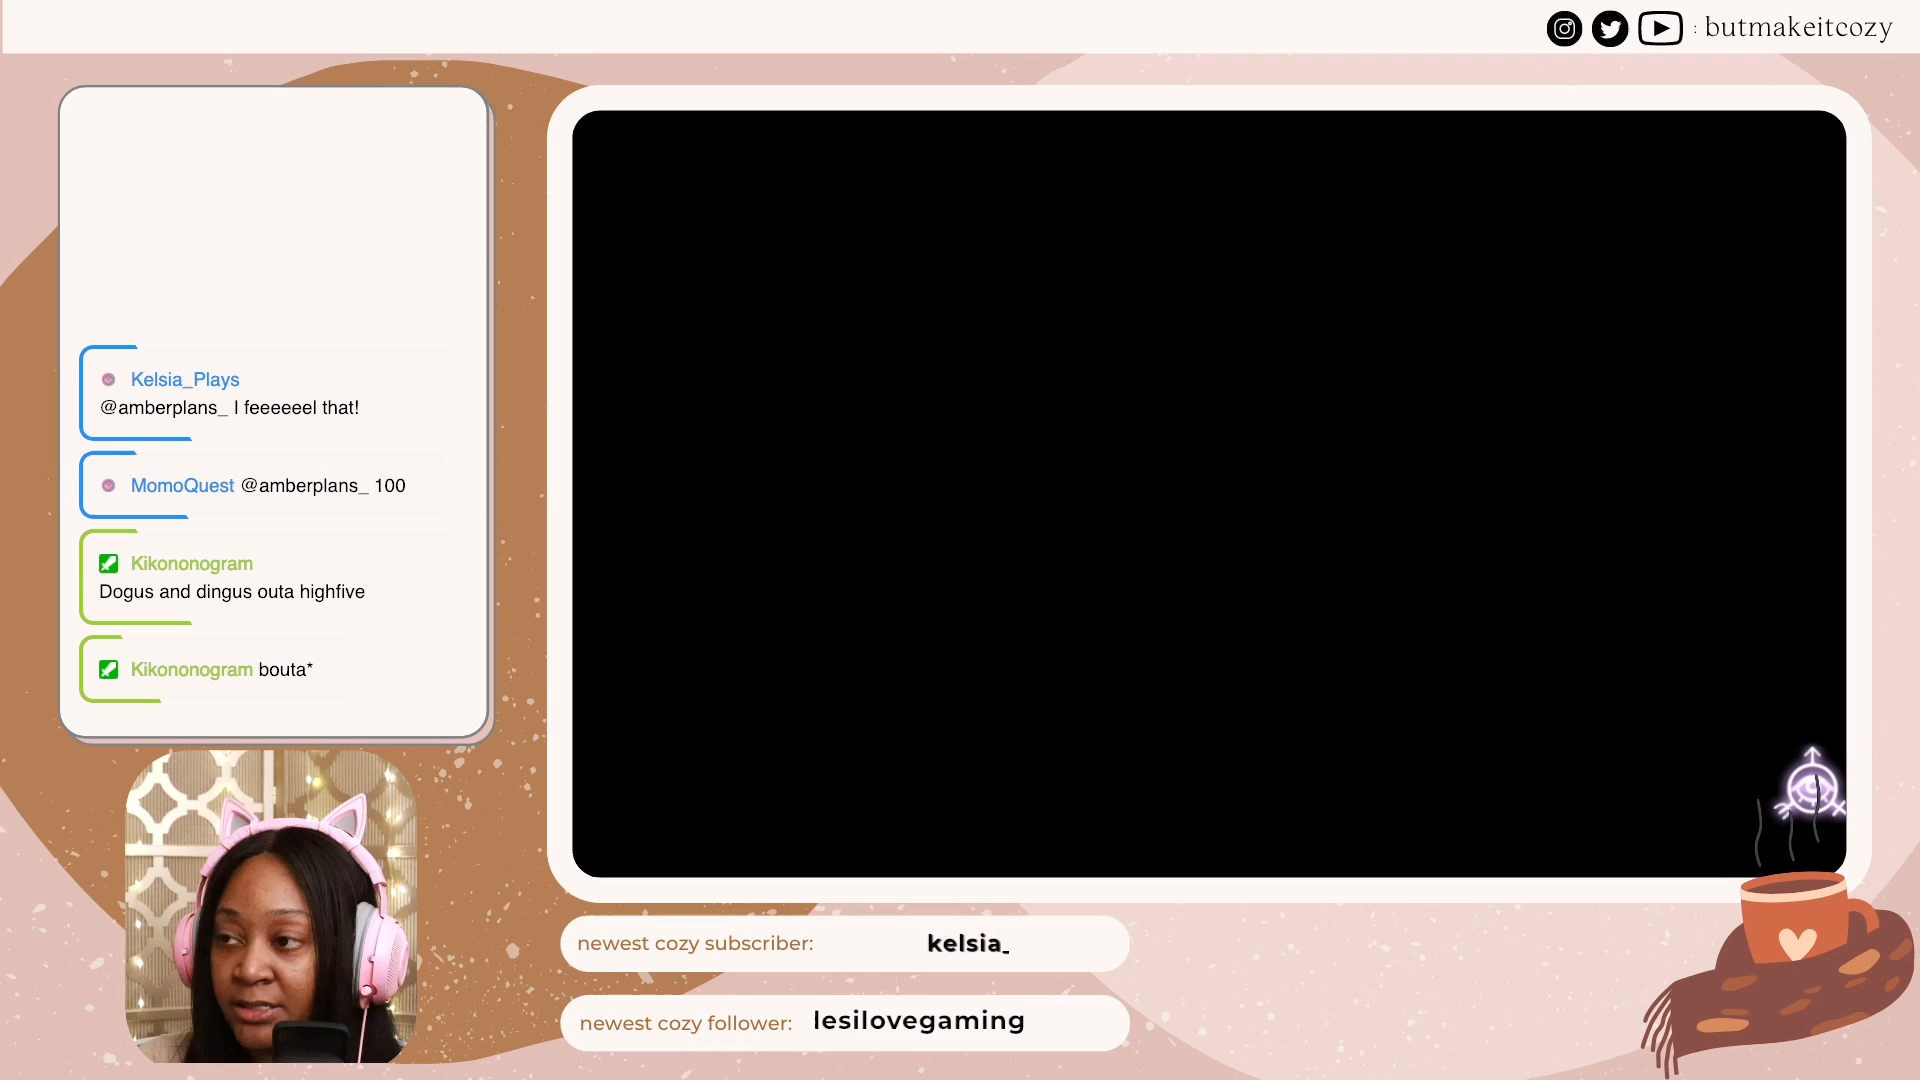 : butmakeitcozy
Kelsia_Plays
@amberplans_ I feeeeeel that!
MomoQuest @amberplans_ 100
Kikononogram
Dogus and dingus outa highfive
Kikononogram bouta*
newest cozy subscriber: kelsia_
newest cozy follower: lesilovegaming